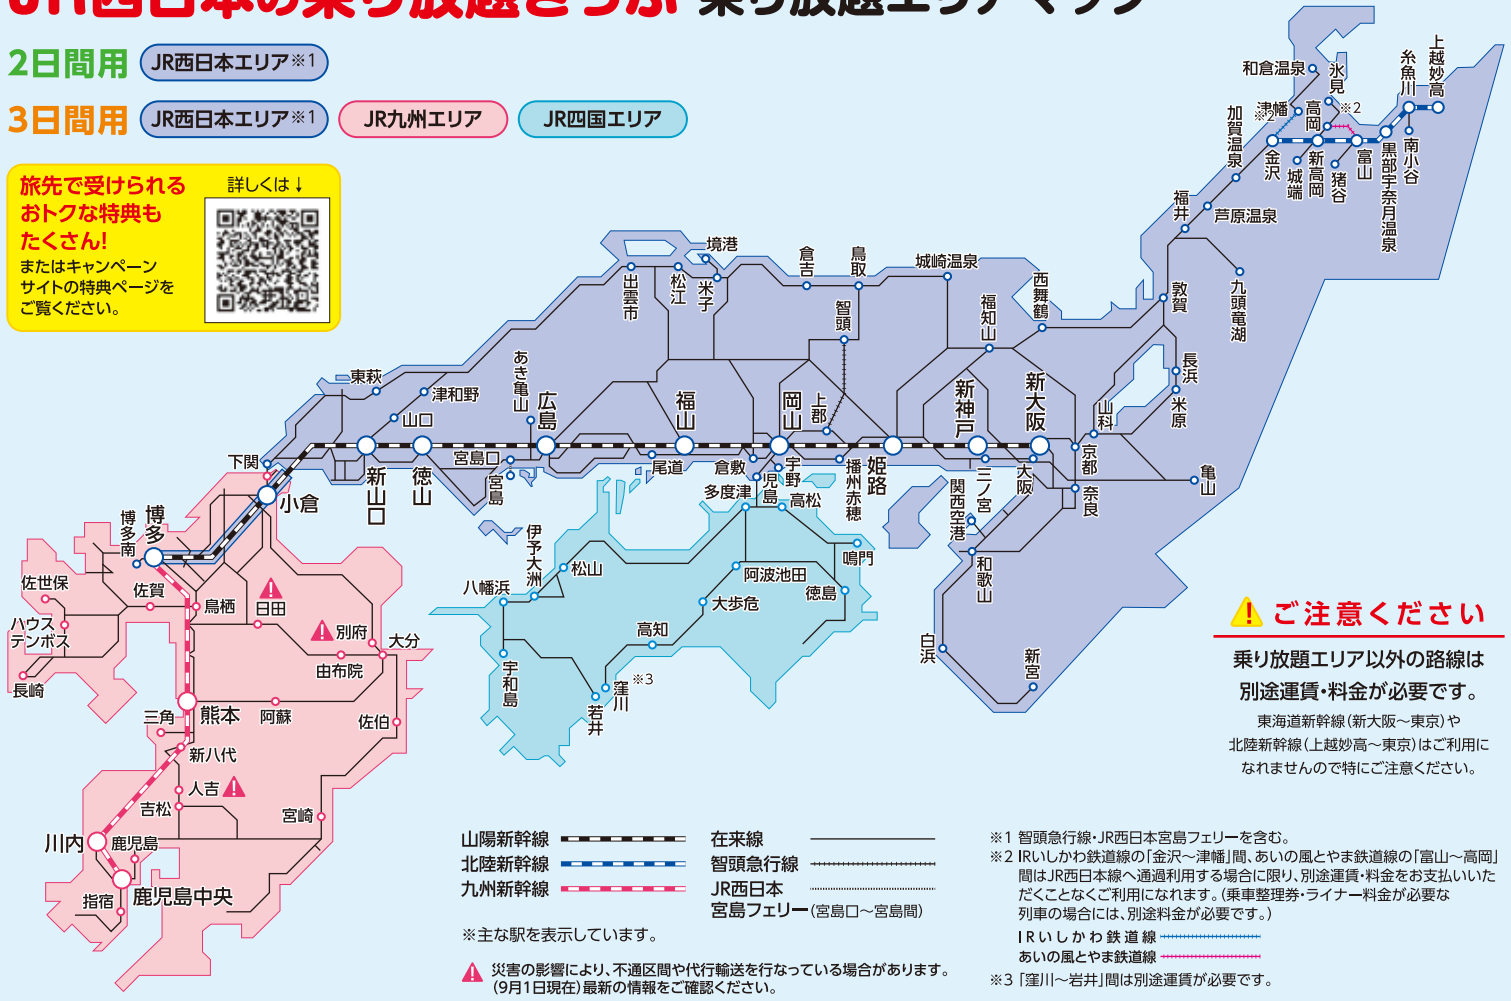 JR西日本の乗り放題きっぷ 乗り放題エリアマップ
2日間用 JR西日本エリア※1
3日間用 JR西日本エリア※1 JR九州エリア JR四国エリア
旅先で受けられる
おトクな特典も
たくさん!
またはキャンペーン
サイトの特典ページを
ご覧ください。
詳しくは↓
上越妙高
糸魚川
氷見
和倉温泉
津幡
※2
高岡
※2
加賀温泉
金沢
城端
新高岡
猪谷
富山
黒部宇奈月温泉
南小谷
福井
芦原温泉
九頭竜湖
敦賀
境港
倉吉
鳥取
城崎温泉
西舞鶴
出雲市
松江
米子
智頭
福知山
長浜
米原
山科
東萩
津和野
山口
あき亀山
広島
福山
岡山
上郡
新神戸
新大阪
下関
小倉
新山口
徳山
宮島口
宮島
尾道
倉敷
児島
宇野
播州赤穂
姫路
三ノ宮
大阪
京都
奈良
亀山
関西空港
和歌山
白浜
新宮
多度津
高松
鳴門
徳島
阿波池田
大歩危
高知
伊予大洲
松山
八幡浜
宇和島
窪川
※3
若井
博多南
博多
佐世保
佐賀
鳥栖
日田
ハウス
テンボス
別府
大分
由布院
長崎
三角
熊本
阿蘇
佐伯
新八代
人吉
吉松
宮崎
川内
鹿児島
鹿児島中央
指宿
ご注意ください
乗り放題エリア以外の路線は
別途運賃・料金が必要です。
東海道新幹線(新大阪～東京)や
北陸新幹線(上越妙高～東京)はご利用に
なれませんので特にご注意ください。
山陽新幹線
北陸新幹線
九州新幹線
在来線
智頭急行線
JR西日本
宮島フェリー(宮島口～宮島間)
※主な駅を表示しています。
災害の影響により、不通区間や代行輸送を行なっている場合があります。
(9月1日現在)最新の情報をご確認ください。
※1 智頭急行線・JR西日本宮島フェリーを含む。
※2 IRいしかわ鉄道線の「金沢～津幡」間、あいの風とやま鉄道線の「富山～高岡」
間はJR西日本線へ通過利用する場合に限り、別途運賃・料金をお支払いいた
だくことなくご利用になれます。(乗車整理券・ライナー料金が必要な
列車の場合には、別途料金が必要です。)
IRいしかわ鉄道線
あいの風とやま鉄道線
※3 「窪川～岩井」間は別途運賃が必要です。